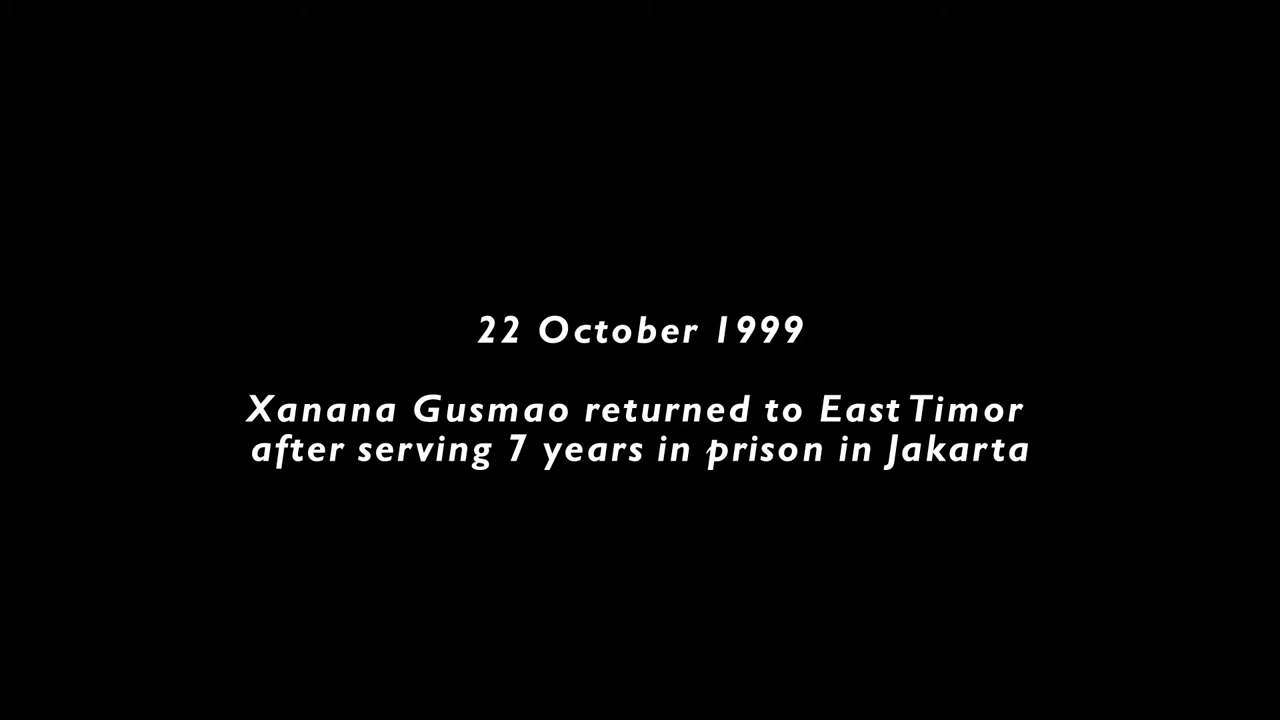 22 October 1999
Xanana Gusmao returned to East Timor
after serving 7 years in prison in Jakarta